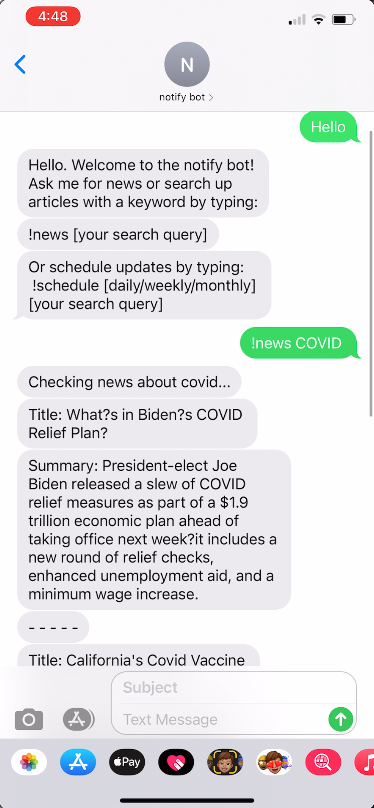 4:48
N
notify bot >
Hello
Hello. Welcome to the notify bot!
Ask me for news or search up
articles with a keyword by typing:
!news [your search query]
Or schedule updates by typing:
!schedule [daily/weekly/monthly]
[your search query]
!news COVID
Checking news about covid...
Title: What?s in Biden?s COVID
Relief Plan?
Summary: President-elect Joe
Biden released a slew of COVID
relief measures as part of a $1.9
trillion economic plan ahead of
taking office next week?it includes a
new round of relief checks,
enhanced unemployment aid, and a
minimum wage increase.
- - - - -
Title: California's Covid Vaccine
Subject
Text Message
Pay